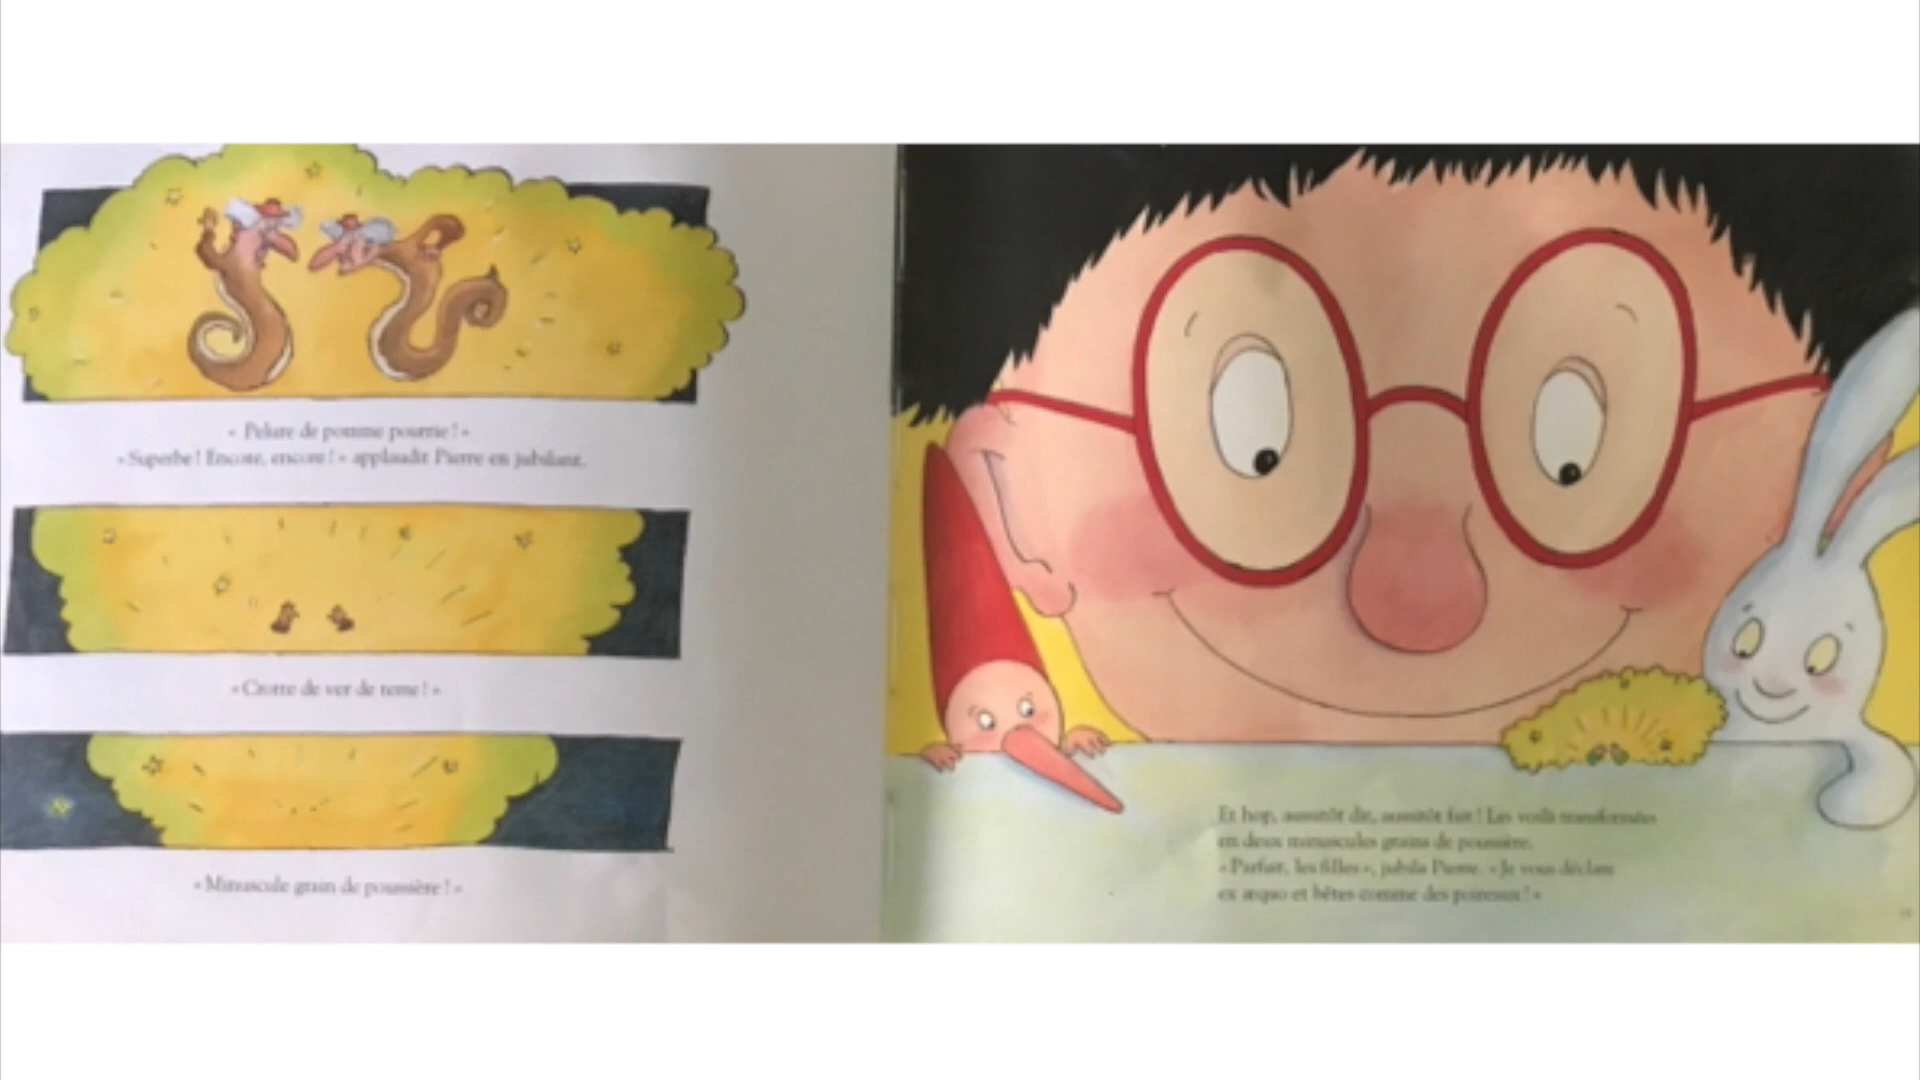 « Pelure de pomme pourrie ! »
« Superbe ! Encore, encore ! » applaudit Pierre en jubilant.
« Crotte de ver de terre ! »
« Minuscule grain de poussière ! »
Et hop, aussitôt dit, aussitôt fait ! Les voilà transformées
en deux minuscules grains de poussière.
« Parfait, les filles », jubila Pierre. « Je vous déclare
ex æquo et bêtes comme des poireaux ! »